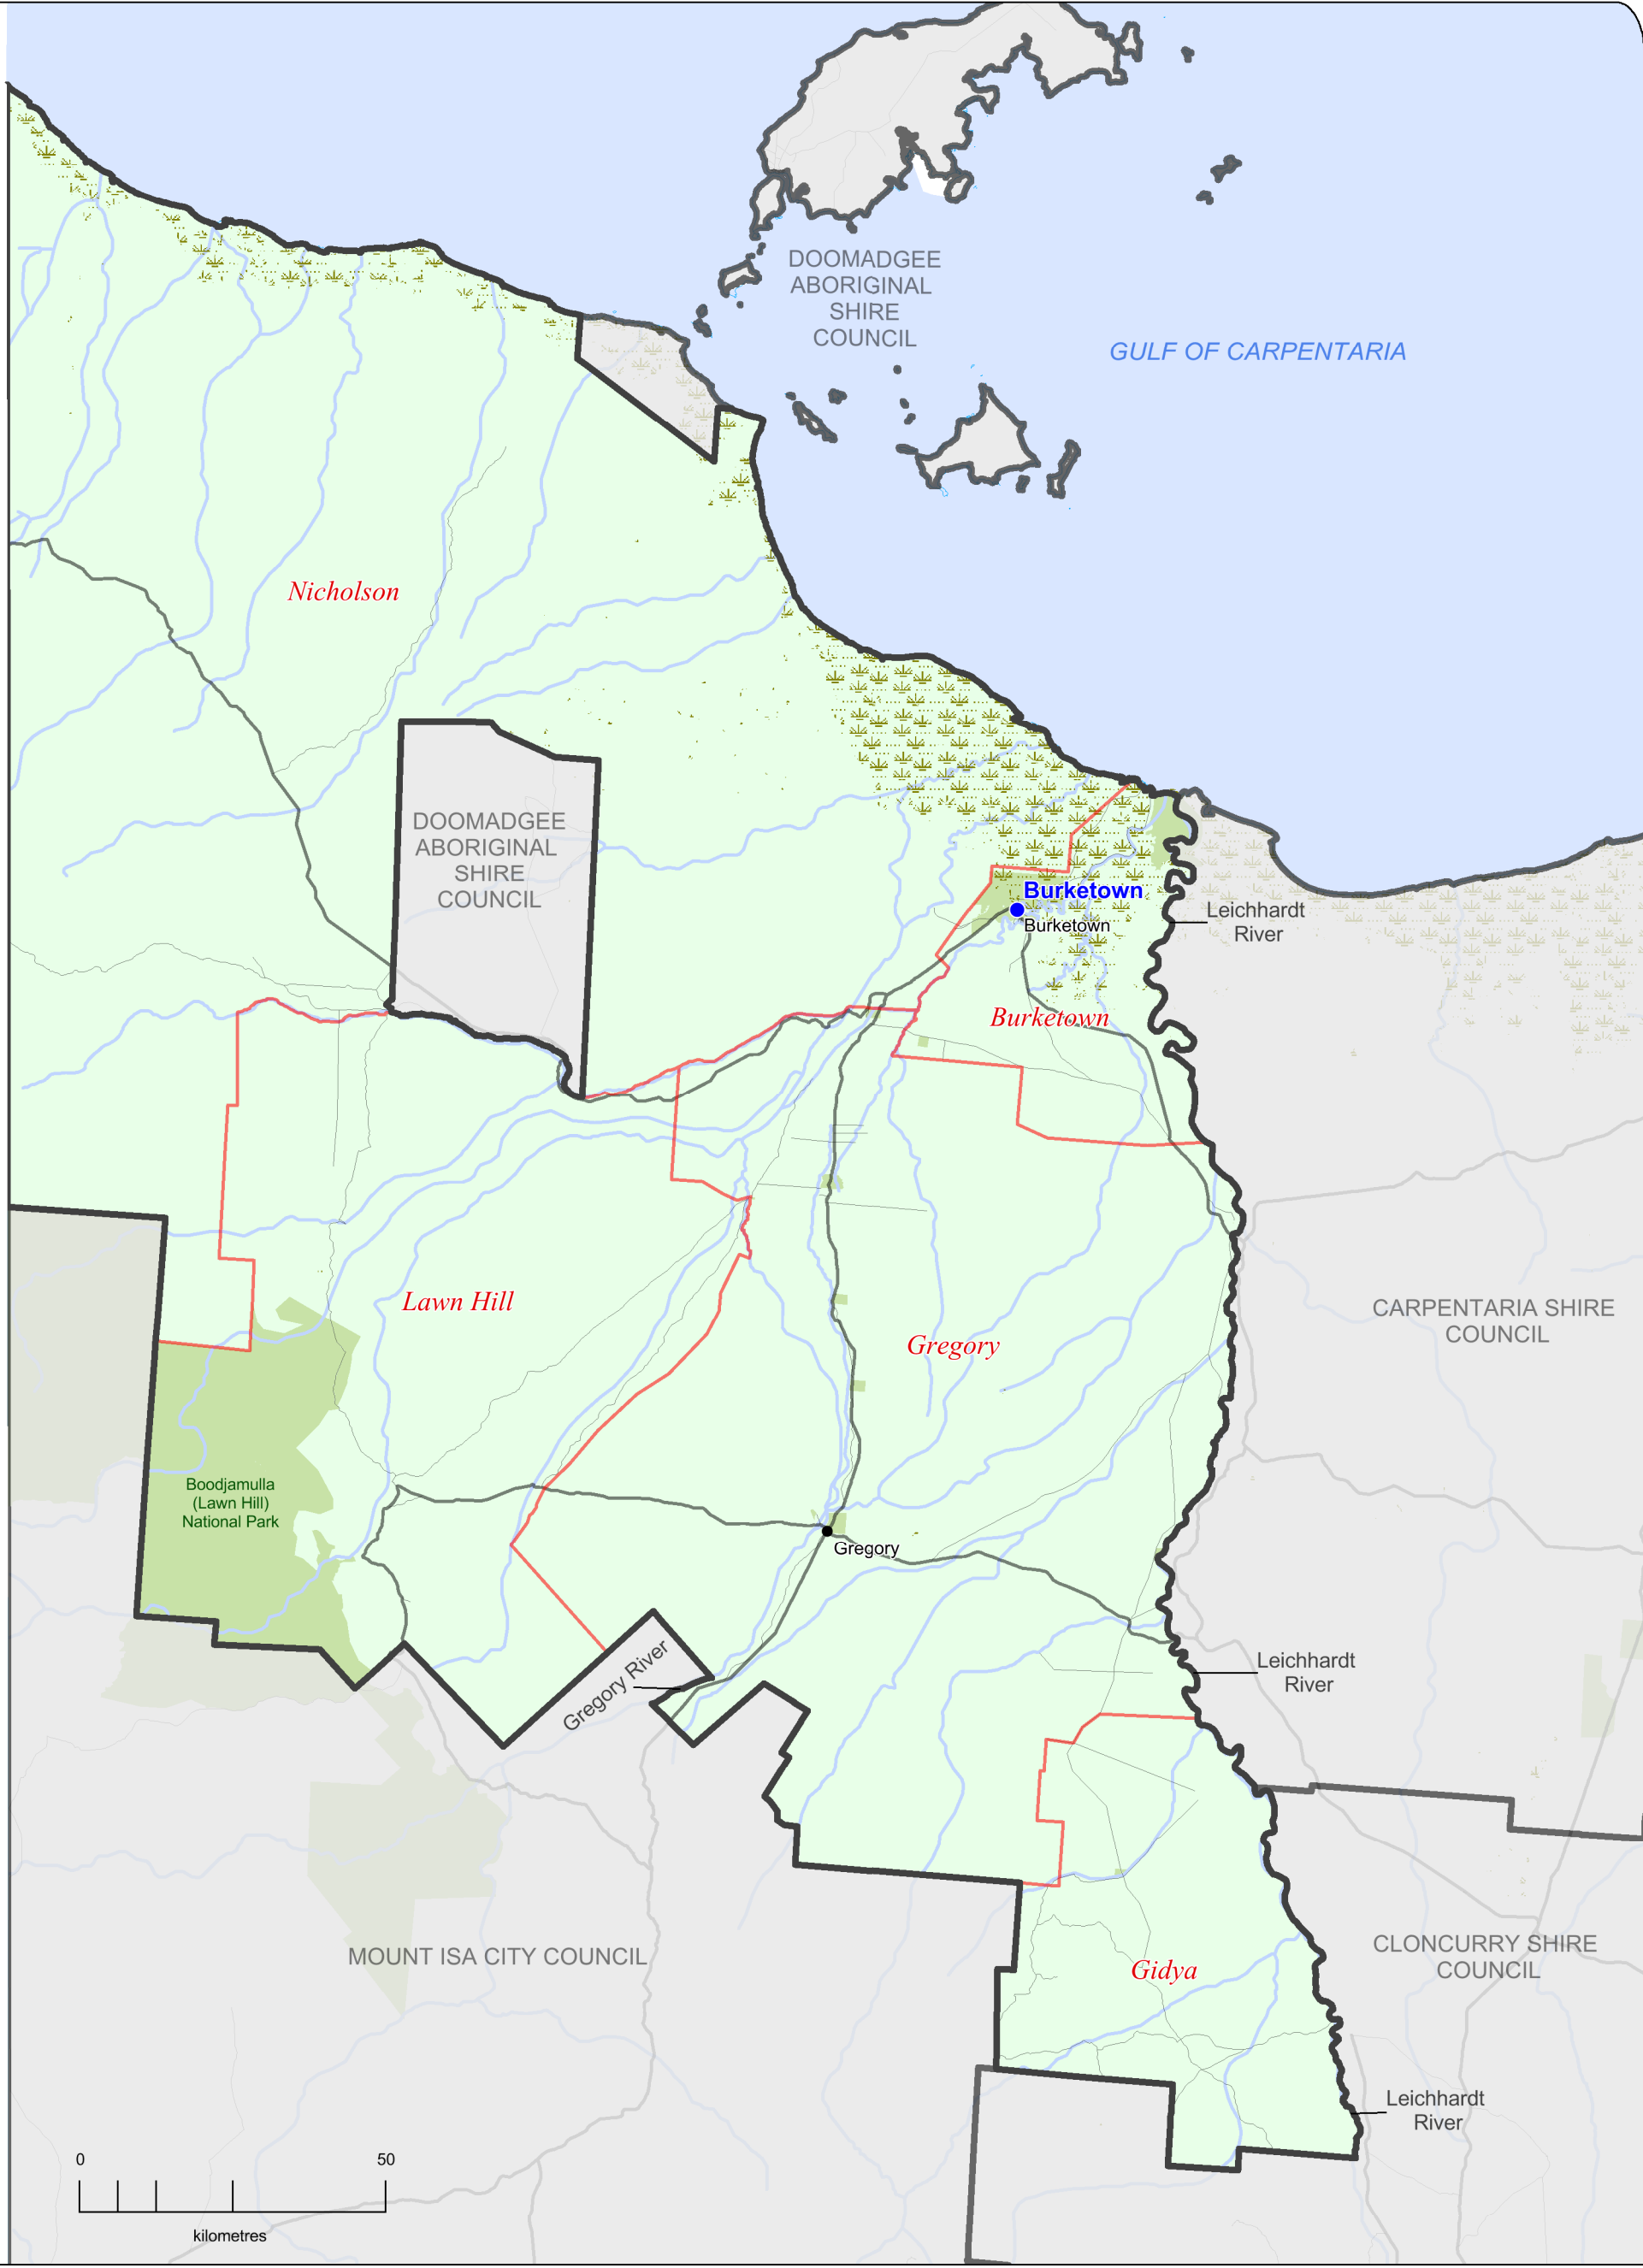 DOOMADGEE
ABORIGINAL
SHIRE
COUNCIL
GULF OF CARPENTARIA
Nicholson
DOOMADGEE
ABORIGINAL
SHIRE
COUNCIL
Burketown
Burketown
Leichhardt
River
Burketown
Lawn Hill
Gregory
CARPENTARIA SHIRE
COUNCIL
Boodjamulla
(Lawn Hill)
National Park
Gregory
Gregory River
Leichhardt
River
MOUNT ISA CITY COUNCIL
Gidya
CLONCURRY SHIRE
COUNCIL
Leichhardt
River
0 50
kilometres